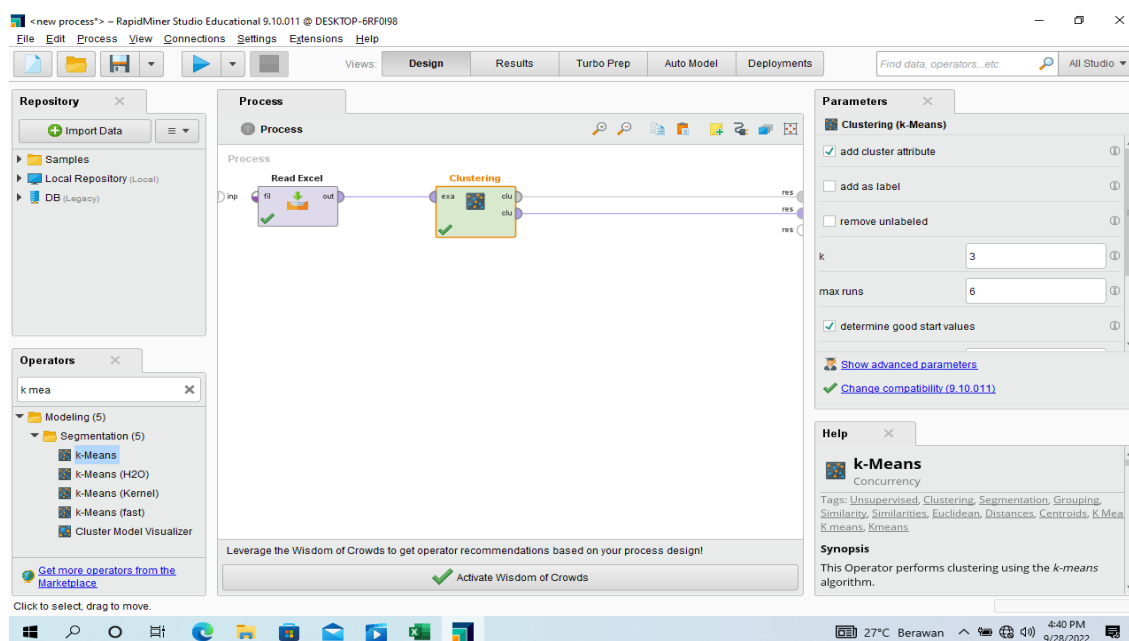 <new process*> – RapidMiner Studio Educational 9.10.011 @ DESKTOP-6RF0I98
File Edit Process View Connections Settings Extensions Help
Views: Design Results Turbo Prep Auto Model Deployments
Find data, operators...etc
All Studio
Repository
Import Data
Samples
Local Repository (Local)
DB (Legacy)
Process
Process
Process
Read Excel
Clustering
inp
fil
out
exa
clu
clu
res
res
res
Leverage the Wisdom of Crowds to get operator recommendations based on your process design!
Activate Wisdom of Crowds
Operators
k mea
Modeling (5)
Segmentation (5)
k-Means
k-Means (H2O)
k-Means (Kernel)
k-Means (fast)
Cluster Model Visualizer
Get more operators from the
Marketplace
Parameters
Clustering (k-Means)
add cluster attribute
add as label
remove unlabeled
k 3
max runs 6
determine good start values
Show advanced parameters
Change compatibility (9.10.011)
Help
k-Means
Concurrency
Tags: Unsupervised, Clustering, Segmentation, Grouping,
Similarity, Similarities, Euclidean, Distances, Centroids, K Mea
K means, Kmeans
Synopsis
This Operator performs clustering using the k-means
algorithm.
Click to select, drag to move.
27°C Berawan
4:40 PM
9/28/2022